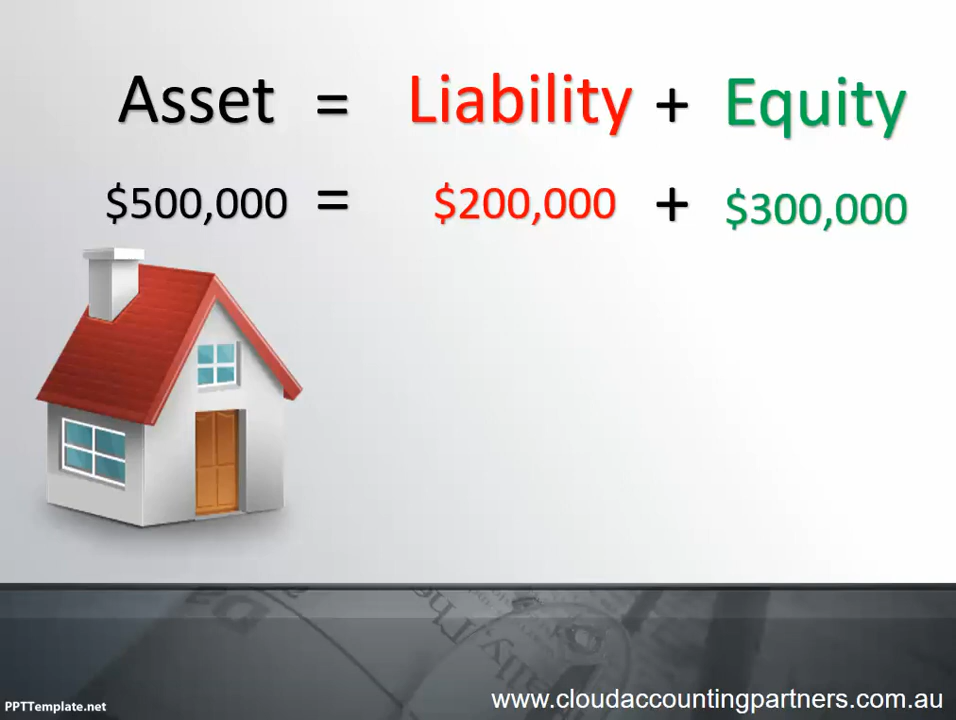 Asset = Liability + Equity
$500,000 = $200,000 + $300,000
PPTTemplate.net
www.cloudaccountingpartners.com.au